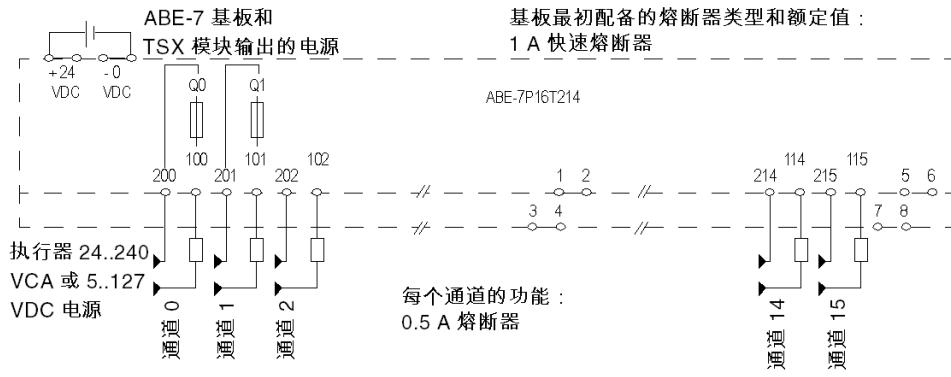 ABE-7 基板和
TSX 模块输出的电源
基板最初配备的熔断器类型和额定值：
1 A 快速熔断器
+24
VDC
-0
VDC
Q0
Q1
ABE-7P16T214
200
100
201
101
202
102
1
2
214
114
215
115
5
6
3
4
7
8
执行器 24..240
VCA 或 5..127
VDC 电源
每个通道的功能：
0.5 A 熔断器
通道 0
通道 1
通道 2
通道 14
通道 15